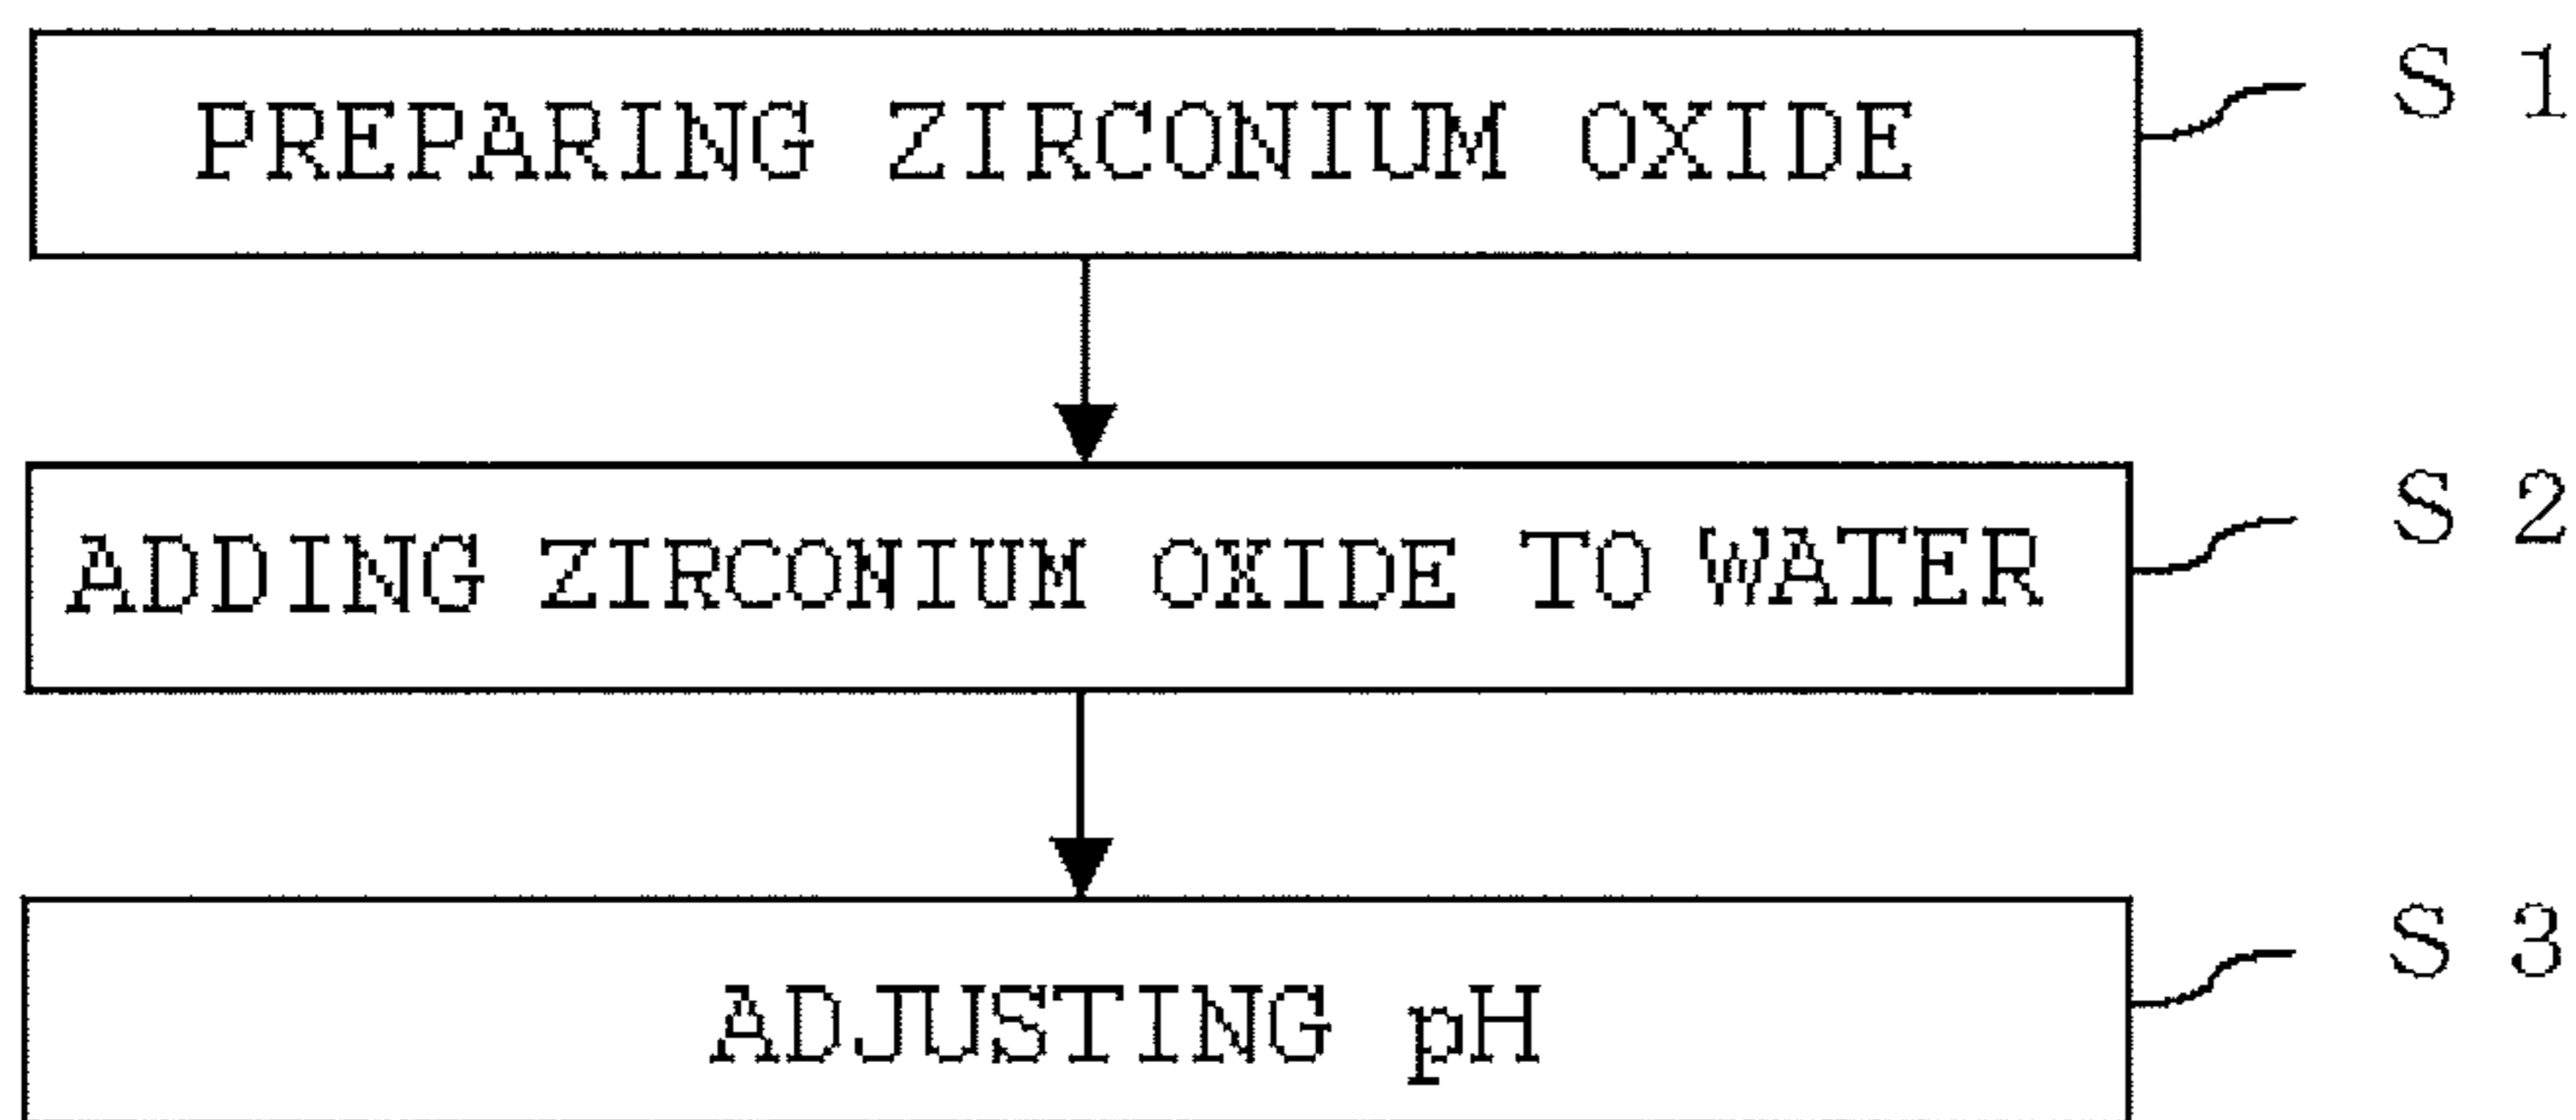 PREPARING ZIRCONIUM OXIDE S 1
ADDING ZIRCONIUM OXIDE TO WATER S 2
ADJUSTING pH S 3